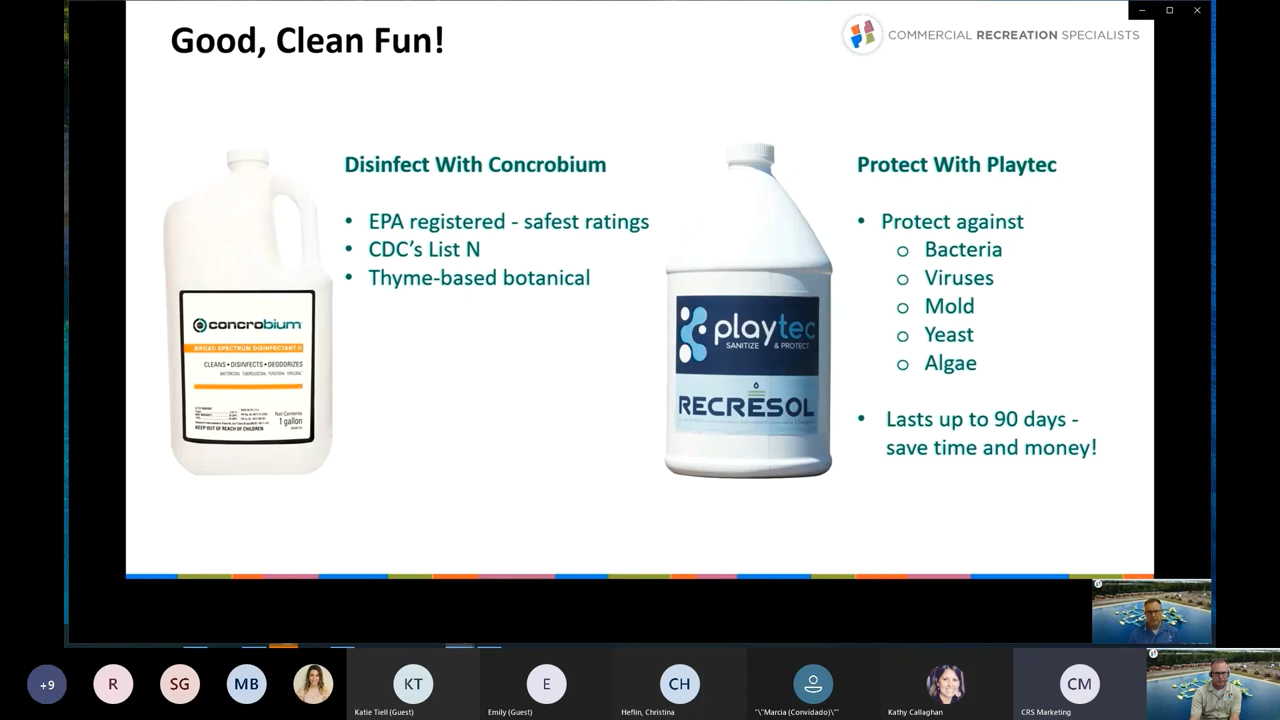 Good, Clean Fun!
COMMERCIAL RECREATION SPECIALISTS
Disinfect With Concrobium
• EPA registered - safest ratings
• CDC's List N
• Thyme-based botanical
concrobium
BROAD SPECTRUM DISINFECTANT II
CLEANS • DISINFECTS • DEODORIZES
Net Contents
1 gallon
KEEP OUT OF REACH OF CHILDREN
playtec
SANITIZE & PROTECT
RECRESOL
Protect With Playtec
• Protect against
o Bacteria
o Viruses
o Mold
o Yeast
o Algae
• Lasts up to 90 days -
save time and money!
+9
R
SG
MB
KT
E
CH
CM
Katie Tiell (Guest)
Emily (Guest)
Heflin, Christina
"\"Marcia (Convidado)\""
Kathy Callaghan
CRS Marketing